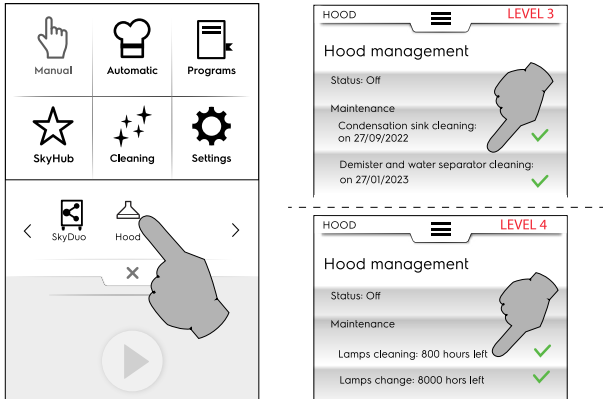 Manual
Automatic
Programs
SkyHub
Cleaning
Settings
SkyDuo
Hood
HOOD
LEVEL 3
Hood management
Status: Off
Maintenance
Condensation sink cleaning:
on 27/09/2022
Demister and water separator cleaning:
on 27/01/2023
HOOD
LEVEL 4
Hood management
Status: Off
Maintenance
Lamps cleaning: 800 hours left
Lamps change: 8000 hors left